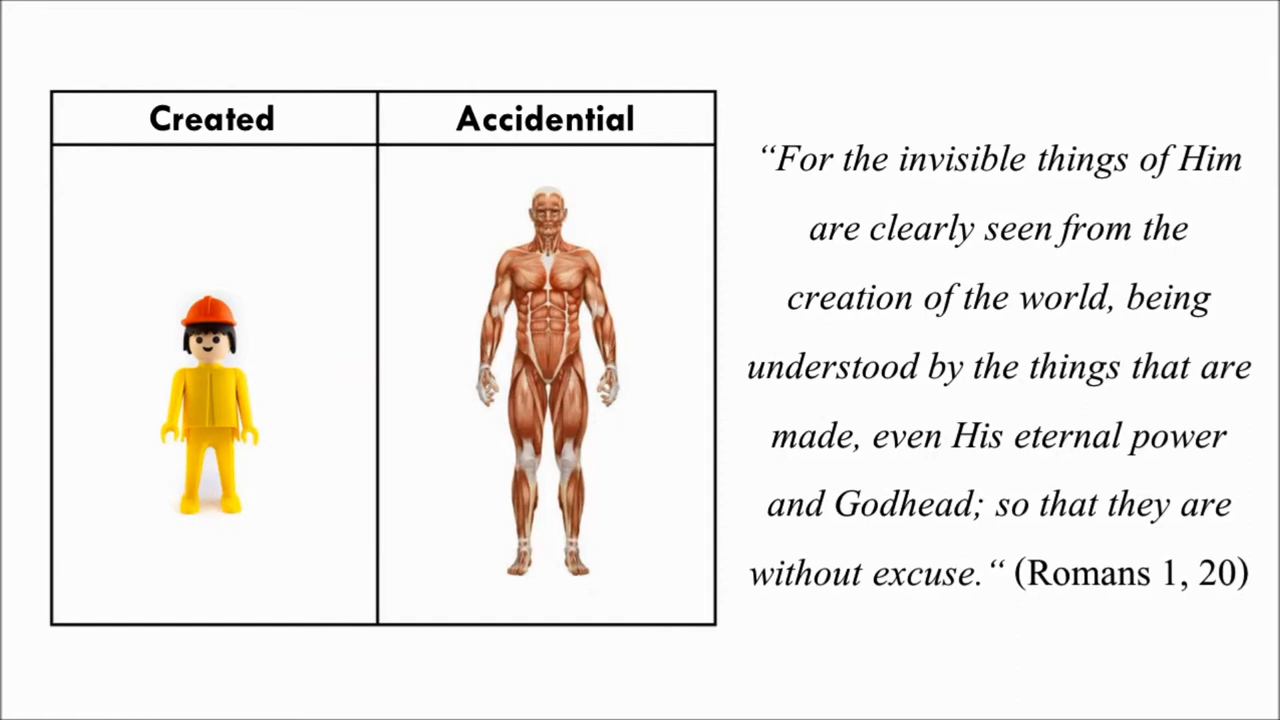 Created
Accidential
“For the invisible things of Him
are clearly seen from the
creation of the world, being
understood by the things that are
made, even His eternal power
and Godhead; so that they are
without excuse.“ (Romans 1, 20)